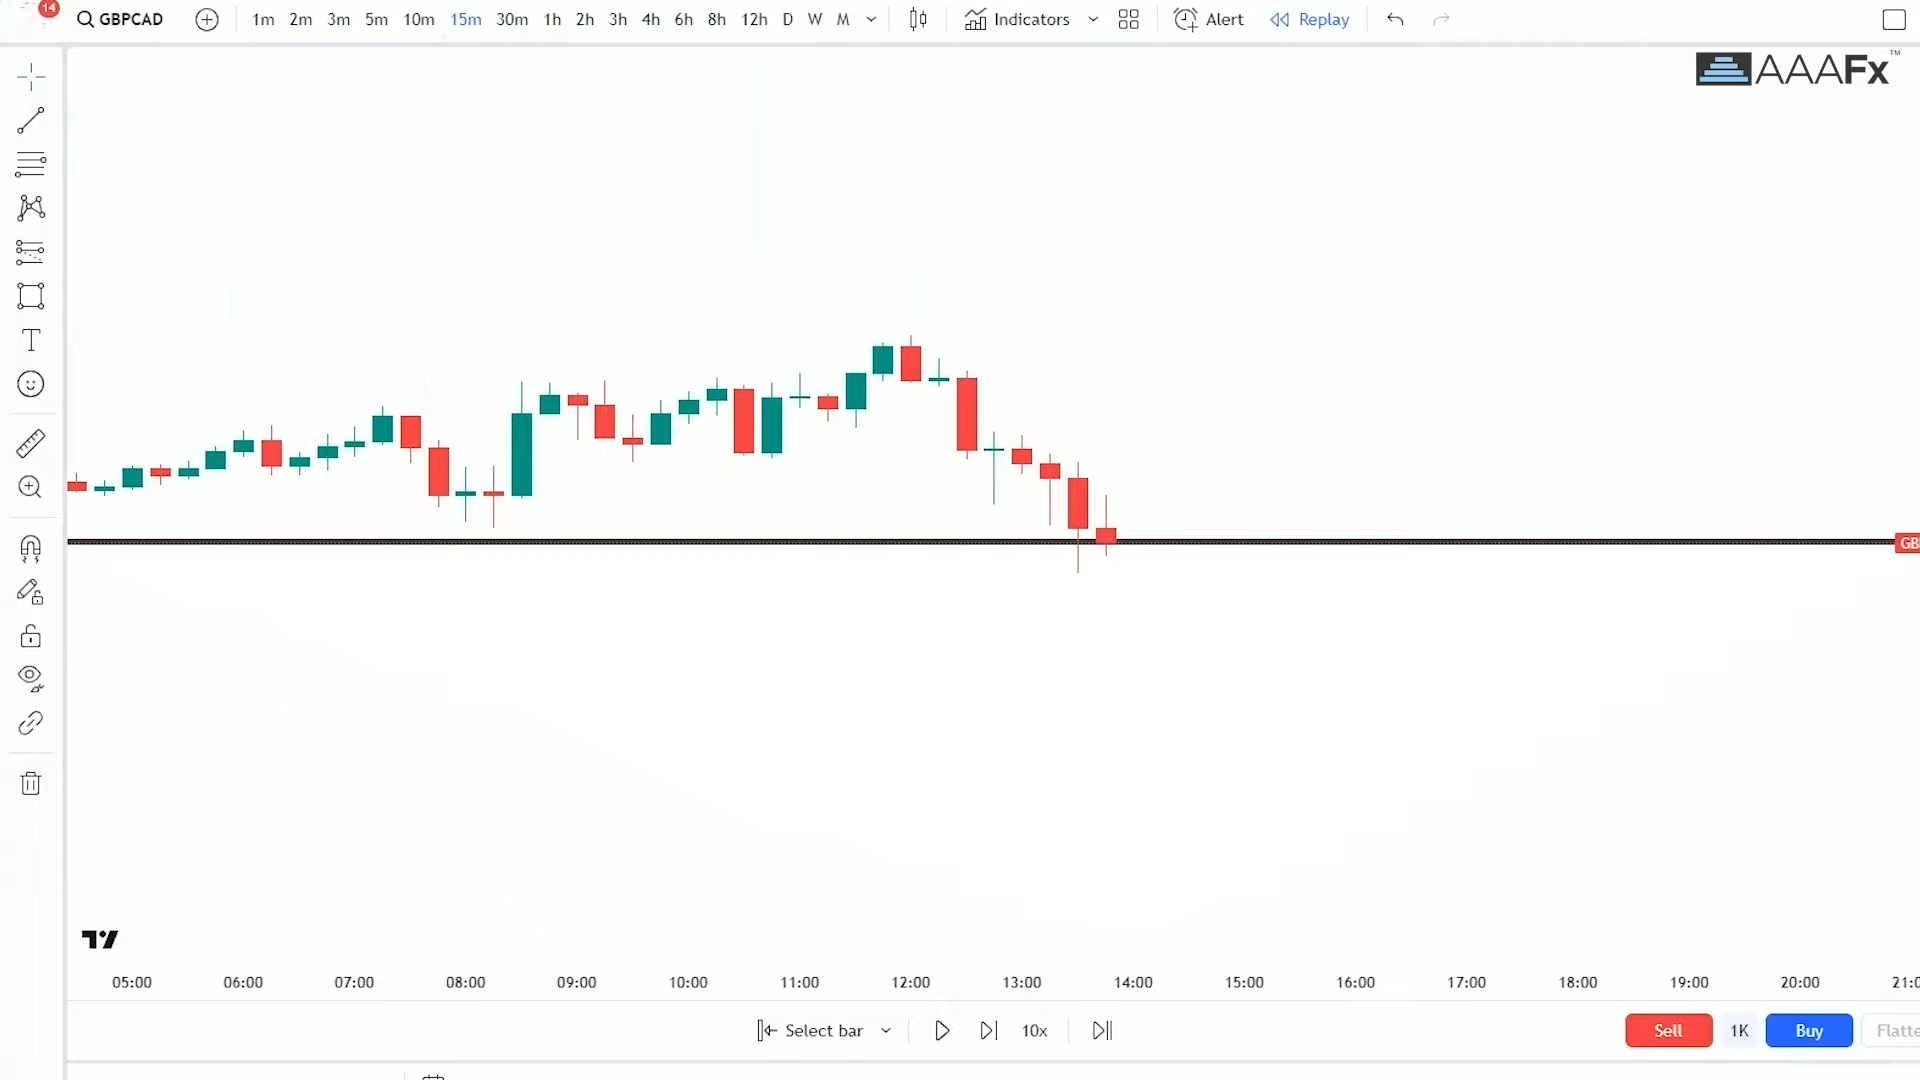 14 GBPCAD 1m 2m 3m 5m 10m 15m 30m 1h 2h 3h 4h 6h 8h 12h D W M Indicators Alert Replay
AAAFx™
GB
05:00 06:00 07:00 08:00 09:00 10:00 11:00 12:00 13:00 14:00 15:00 16:00 17:00 18:00 19:00 20:00 21:0
Select bar 10x Sell 1K Buy Flatte